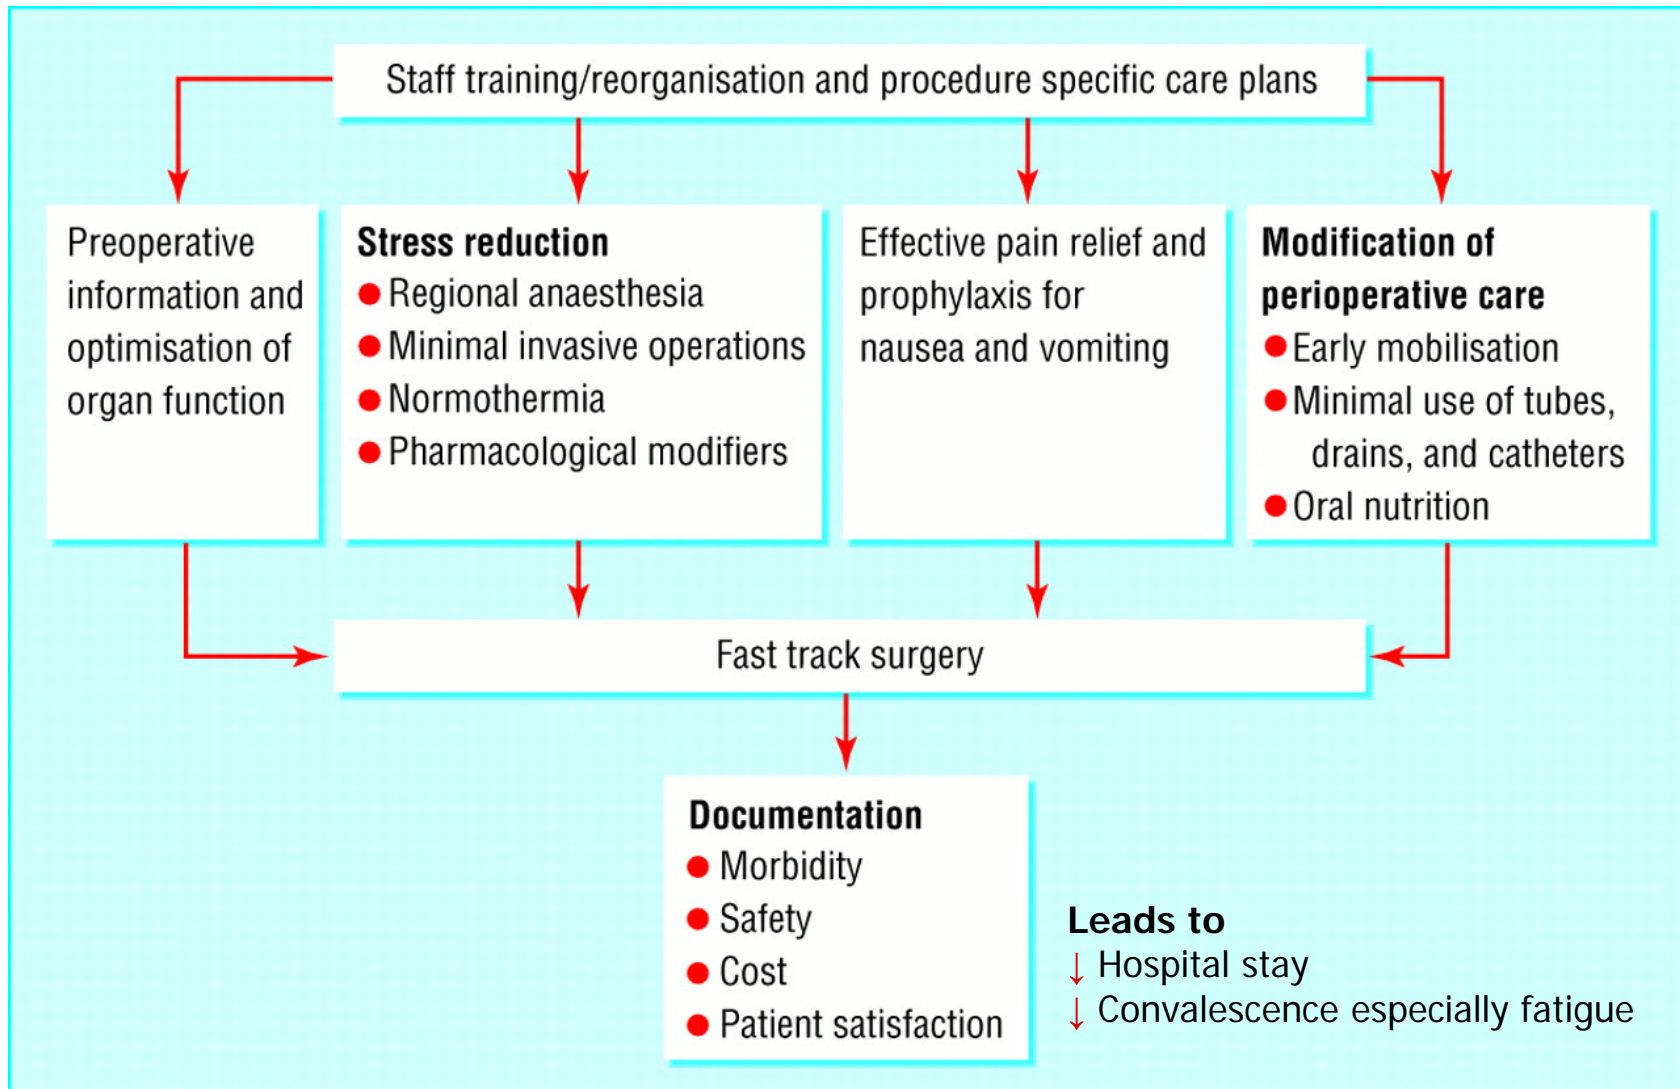 Staff training/reorganisation and procedure specific care plans
Preoperative
information and
optimisation of
organ function
Stress reduction
● Regional anaesthesia
● Minimal invasive operations
● Normothermia
● Pharmacological modifiers
Effective pain relief and
prophylaxis for
nausea and vomiting
Modification of
perioperative care
● Early mobilisation
● Minimal use of tubes,
drains, and catheters
● Oral nutrition
Fast track surgery
Documentation
● Morbidity
● Safety
● Cost
● Patient satisfaction
Leads to
↓ Hospital stay
↓ Convalescence especially fatigue